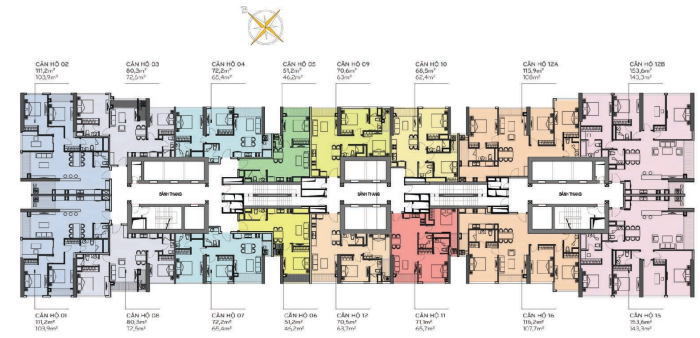 CĂN HỘ 02
111,2m²
103,9m²
CĂN HỘ 03
80,3m²
72,5m²
CĂN HỘ 04
72,2m²
65,4m²
CĂN HỘ 05
51,2m²
46,2m²
CĂN HỘ 09
70,6m²
63m²
CĂN HỘ 10
68,5m²
62,4m²
CĂN HỘ 12A
115,9m²
108m²
CĂN HỘ 12B
153,6m²
143,3m²
SẢNH THANG
SẢNH THANG
SẢNH THANG
SẢNH THANG
CĂN HỘ 01
111,2m²
103,9m²
CĂN HỘ 08
80,3m²
72,5m²
CĂN HỘ 07
72,2m²
65,4m²
CĂN HỘ 06
51,2m²
46,2m²
CĂN HỘ 12
70,5m²
63,7m²
CĂN HỘ 11
71,1m²
65,7m²
CĂN HỘ 16
116,2m²
107,7m²
CĂN HỘ 15
153,6m²
143,3m²